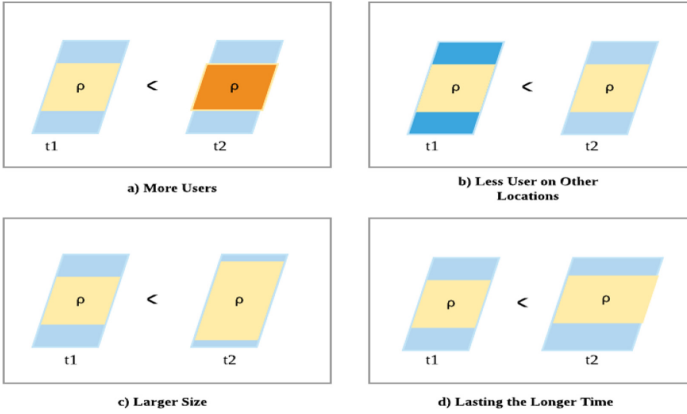 ρ < ρ
t1 t2
a) More Users
ρ < ρ
t1 t2
b) Less User on Other
Locations
ρ < ρ
t1 t2
c) Larger Size
ρ < ρ
t1 t2
d) Lasting the Longer Time